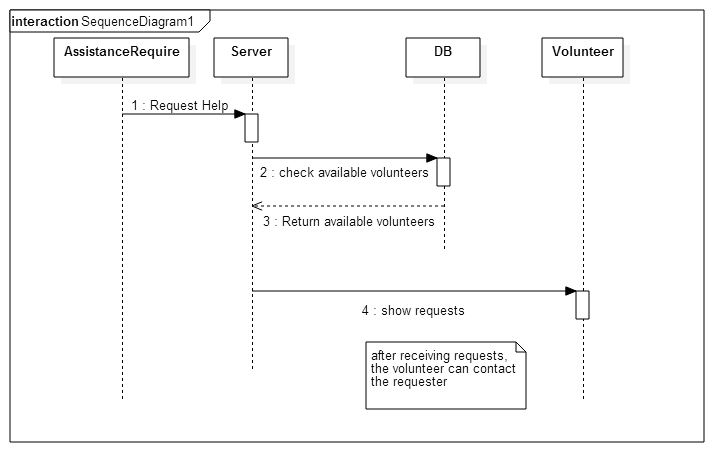 interaction SequenceDiagram1
AssistanceRequire
Server
DB
Volunteer
1 : Request Help
2 : check available volunteers
3 : Return available volunteers
4 : show requests
after receiving requests,
the volunteer can contact
the requester